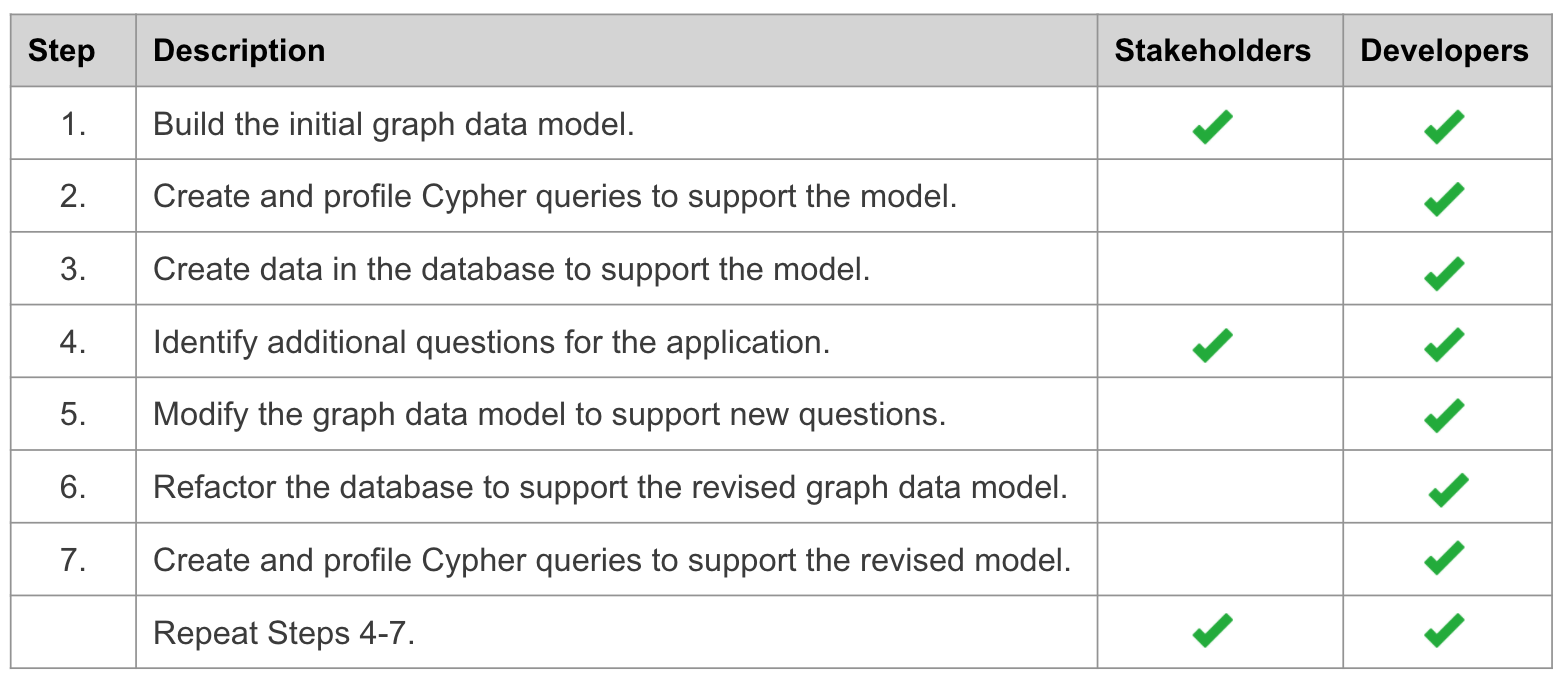 Step Description Stakeholders Developers
1. Build the initial graph data model. ✔ ✔
2. Create and profile Cypher queries to support the model. ✔
3. Create data in the database to support the model. ✔
4. Identify additional questions for the application. ✔ ✔
5. Modify the graph data model to support new questions. ✔
6. Refactor the database to support the revised graph data model. ✔
7. Create and profile Cypher queries to support the revised model. ✔
Repeat Steps 4-7. ✔ ✔